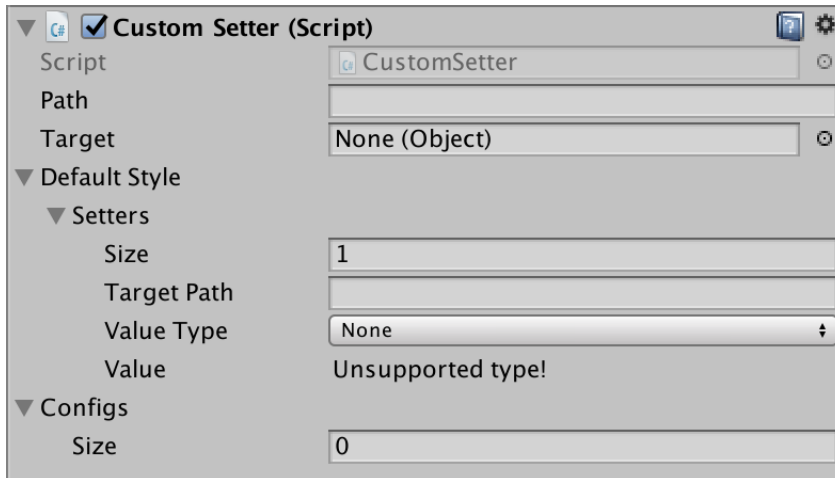 Custom Setter (Script)
Script CustomSetter
Path
Target None (Object)
Default Style
Setters
Size 1
Target Path
Value Type None
Value Unsupported type!
Configs
Size 0